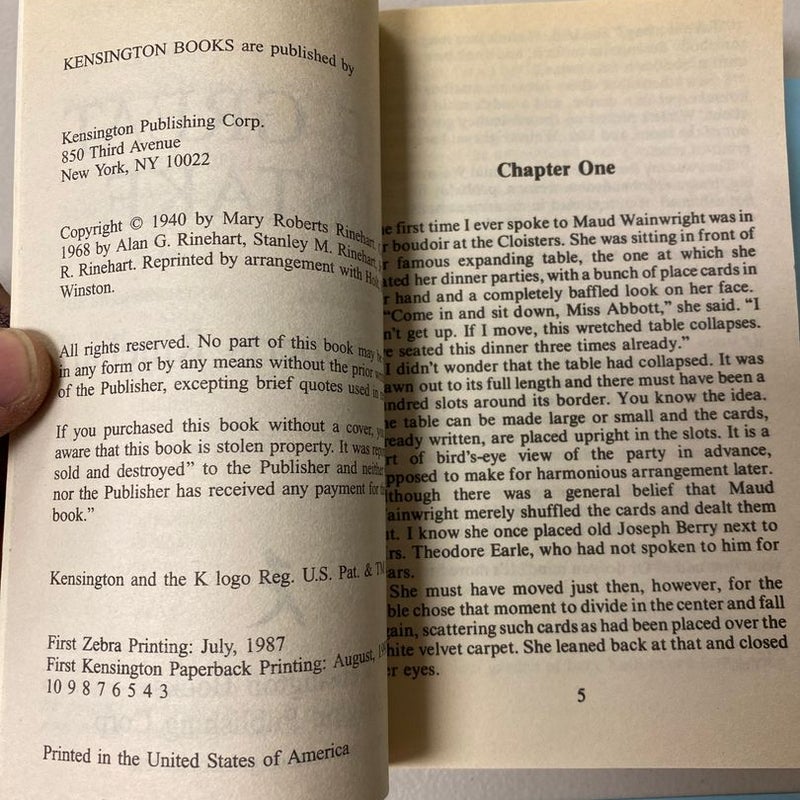 KENSINGTON BOOKS are published by
Kensington Publishing Corp.
850 Third Avenue
New York, NY 10022
Copyright © 1940 by Mary Roberts Rinehart
1968 by Alan G. Rinehart, Stanley M. Rinehart,
R. Rinehart. Reprinted by arrangement with
Winston.
All rights reserved. No part of this book may
in any form or by any means without the prior
of the Publisher, excepting brief quotes used in
If you purchased this book without a cover,
aware that this book is stolen property. It was
sold and destroyed” to the Publisher and neither
nor the Publisher has received any payment for
book.”
Kensington and the K logo Reg. U.S. Pat. & TM
First Zebra Printing: July, 1987
First Kensington Paperback Printing: August,
10 9 8 7 6 5 4 3
Printed in the United States of America
Chapter One
first time I ever spoke to Maud Wainwright was in
boudoir at the Cloisters. She was sitting in front of
famous expanding table, the one at which she
her dinner parties, with a bunch of place cards in
hand and a completely baffled look on her face.
“Come in and sit down, Miss Abbott,” she said. “I
get up. If I move, this wretched table collapses.
seated this dinner three times already.”
I didn't wonder that the table had collapsed. It was
out to its full length and there must have been a
slots around its border. You know the idea.
table can be made large or small and the cards,
written, are placed upright in the slots. It is a
of bird's-eye view of the party in advance,
to make for harmonious arrangement later.
there was a general belief that Maud
merely shuffled the cards and dealt them
I know she once placed old Joseph Berry next to
Theodore Earle, who had not spoken to him for
She must have moved just then, however, for the
chose that moment to divide in the center and fall
scattering such cards as had been placed over the
velvet carpet. She leaned back at that and closed
eyes.
5